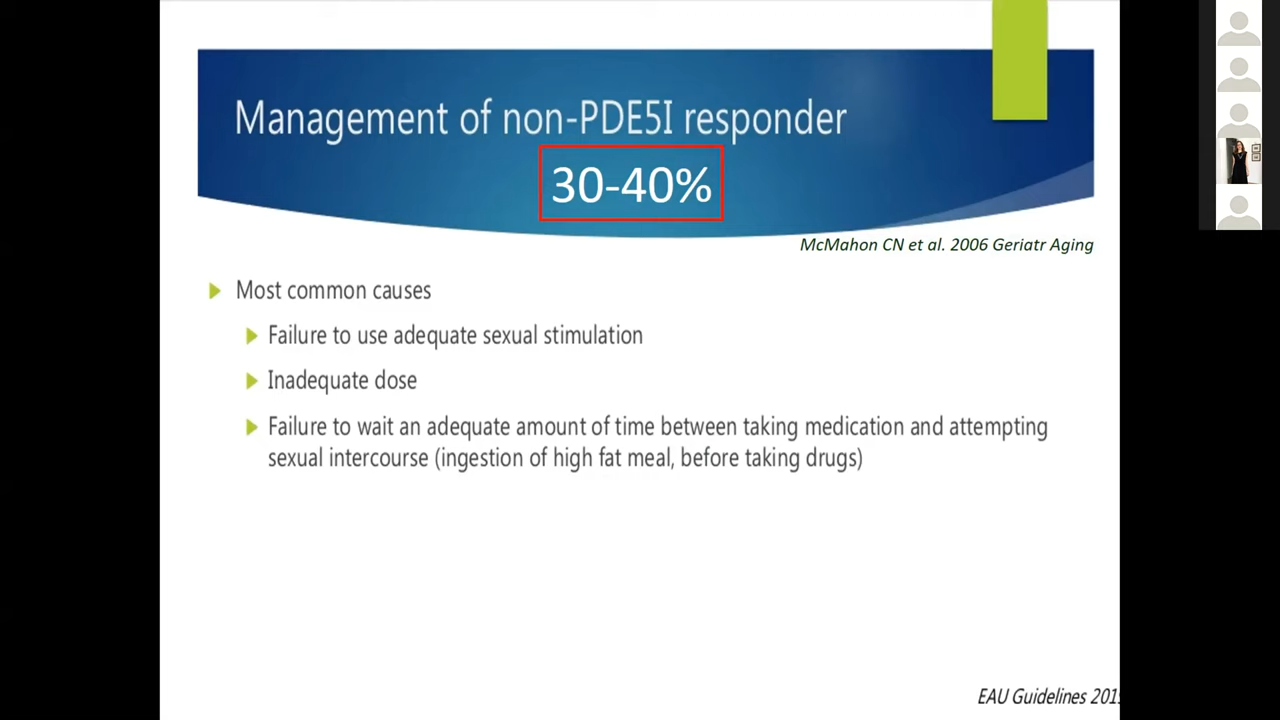 Management of non-PDE5I responder
30-40%
McMahon CN et al. 2006 Geriatr Aging
Most common causes
Failure to use adequate sexual stimulation
Inadequate dose
Failure to wait an adequate amount of time between taking medication and attempting
sexual intercourse (ingestion of high fat meal, before taking drugs)
EAU Guidelines